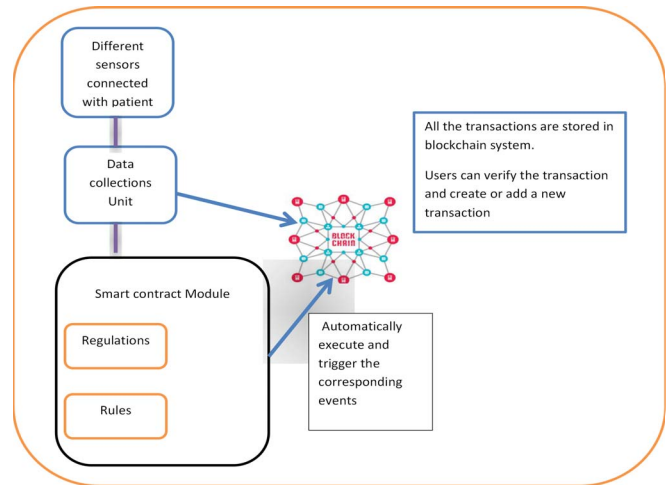 Different
sensors
connected
with patient
Data
collections
Unit
All the transactions are stored in
blockchain system.
Users can verify the transaction
and create or add a new
transaction
BLOCK
CHAIN
Smart contract Module
Regulations
Rules
Automatically
execute and
trigger the
corresponding
events